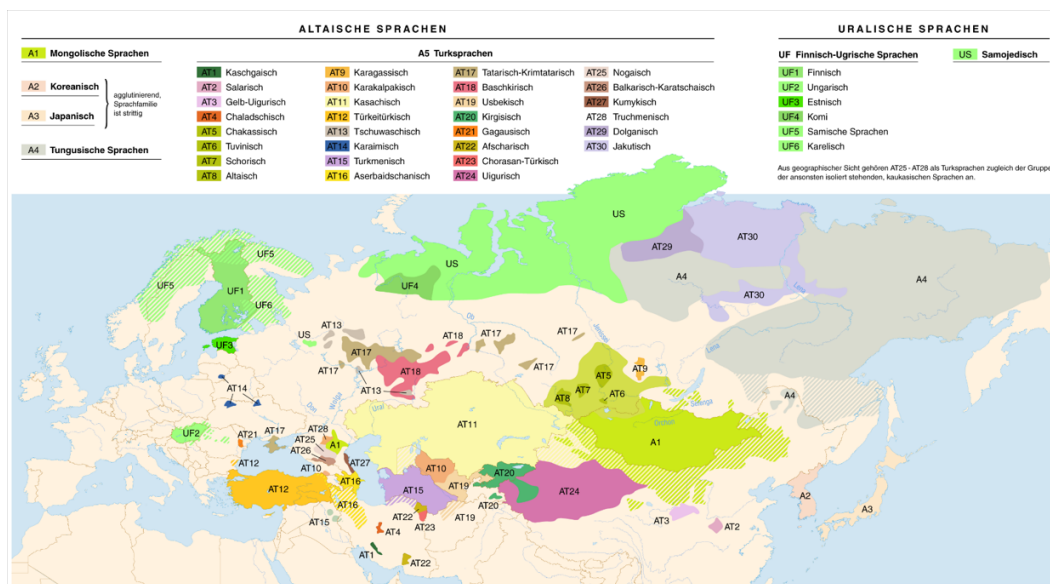 ALTAISCHE SPRACHEN
A1 Mongolische Sprachen
A2 Koreanisch
A3 Japanisch
agglutinierend,
Sprachfamilie
ist strittig
A4 Tungusische Sprachen
A5 Turksprachen
AT1 Kaschgaisch
AT2 Salarisch
AT3 Gelb-Uigurisch
AT4 Chaladschisch
AT5 Chakassisch
AT6 Tuvinisch
AT7 Schorisch
AT8 Altaisch
AT9 Karagassisch
AT10 Karakalpakisch
AT11 Kasachisch
AT12 Türkeitürkisch
AT13 Tschuwaschisch
AT14 Karaimisch
AT15 Turkmenisch
AT16 Aserbaidschanisch
AT17 Tatarisch-Krimtatarisch
AT18 Baschkirisch
AT19 Usbekisch
AT20 Kirgisisch
AT21 Gagausisch
AT22 Afscharisch
AT23 Chorasan-Türkisch
AT24 Uigurisch
AT25 Nogaisch
AT26 Balkarisch-Karatschaisch
AT27 Kumykisch
AT28 Truchmenisch
AT29 Dolganisch
AT30 Jakutisch
URALISCHE SPRACHEN
UF Finnisch-Ugrische Sprachen
UF1 Finnisch
UF2 Ungarisch
UF3 Estnisch
UF4 Komi
UF5 Samische Sprachen
UF6 Karelisch
US Samojedisch
Aus geographischer Sicht gehören AT25-AT28 als Turksprachen zugleich der Gruppe
der ansonsten isoliert stehenden, kaukasischen Sprachen an.
US
AT29
AT30
UF5
US
A4
A4
UF5
UF1
UF4
AT30
Lena
UF6
Ob
Jenissei
US
AT13
AT17
AT17
UF3
AT17
AT18
Lena
AT17
AT18
AT17
AT9
AT5
AT14
AT13
AT7
AT8
AT6
A4
Don
Wolga
Ural
Selenga
Orchon
UF2
AT21
AT17
AT28
AT25
A1
AT11
A1
AT26
AT12
AT10
AT27
AT10
AT20
AT16
AT12
AT15
AT19
AT24
A2
AT16
AT20
A3
AT15
AT22
AT19
AT3
AT4
AT23
AT2
AT1
AT22